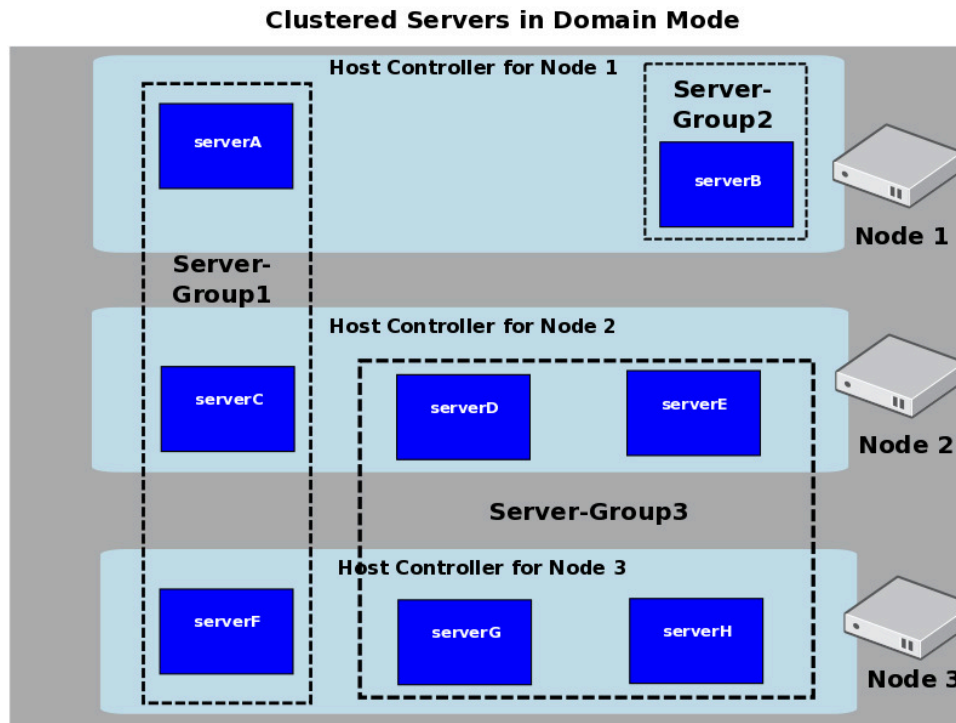 Clustered Servers in Domain Mode
Host Controller for Node 1
Server-
Group2
serverA
serverB
Node 1
Server-
Group1
Host Controller for Node 2
serverC
serverD
serverE
Node 2
Server-Group3
Host Controller for Node 3
serverF
serverG
serverH
Node 3